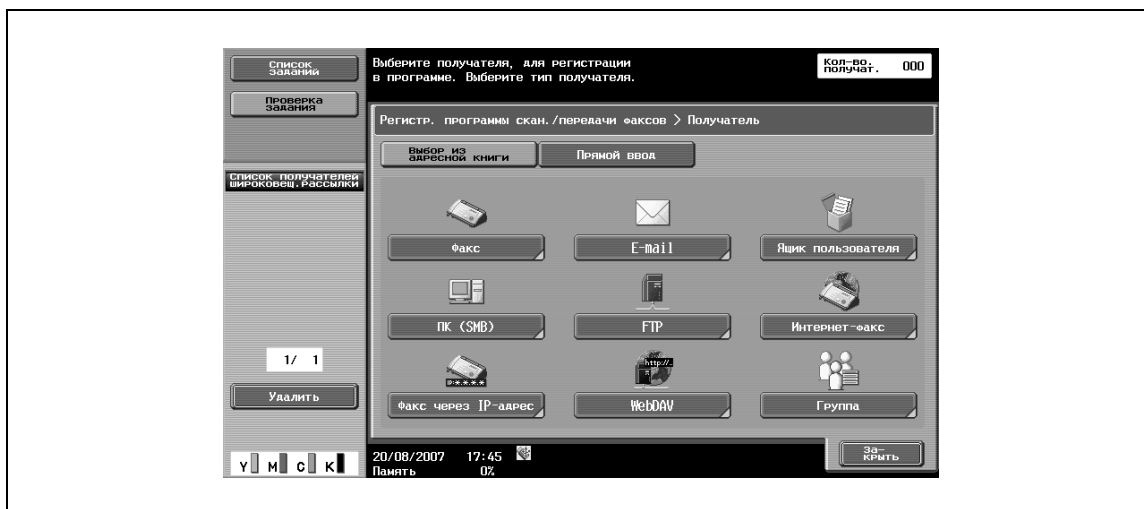 Список
заданий
Выберите получателя, для регистрации
в программе. Выберите тип получателя.
Кол-во.
получат. 000
Проверка
задания
Регистр. программы скан./передачи факсов > Получатель
Выбор из
адресной книги
Прямой ввод
Список получателей
широковещ.рассылки
Факс
E-mail
Ящик пользователя
ПК (SMB)
FTP
Интернет-факс
1/ 1
http://.
IP:*.*.*.*
Удалить
Факс через IP-адрес
WebDAV
Группа
За-
крыть
Y M C K
20/08/2007 17:45
Память 0%